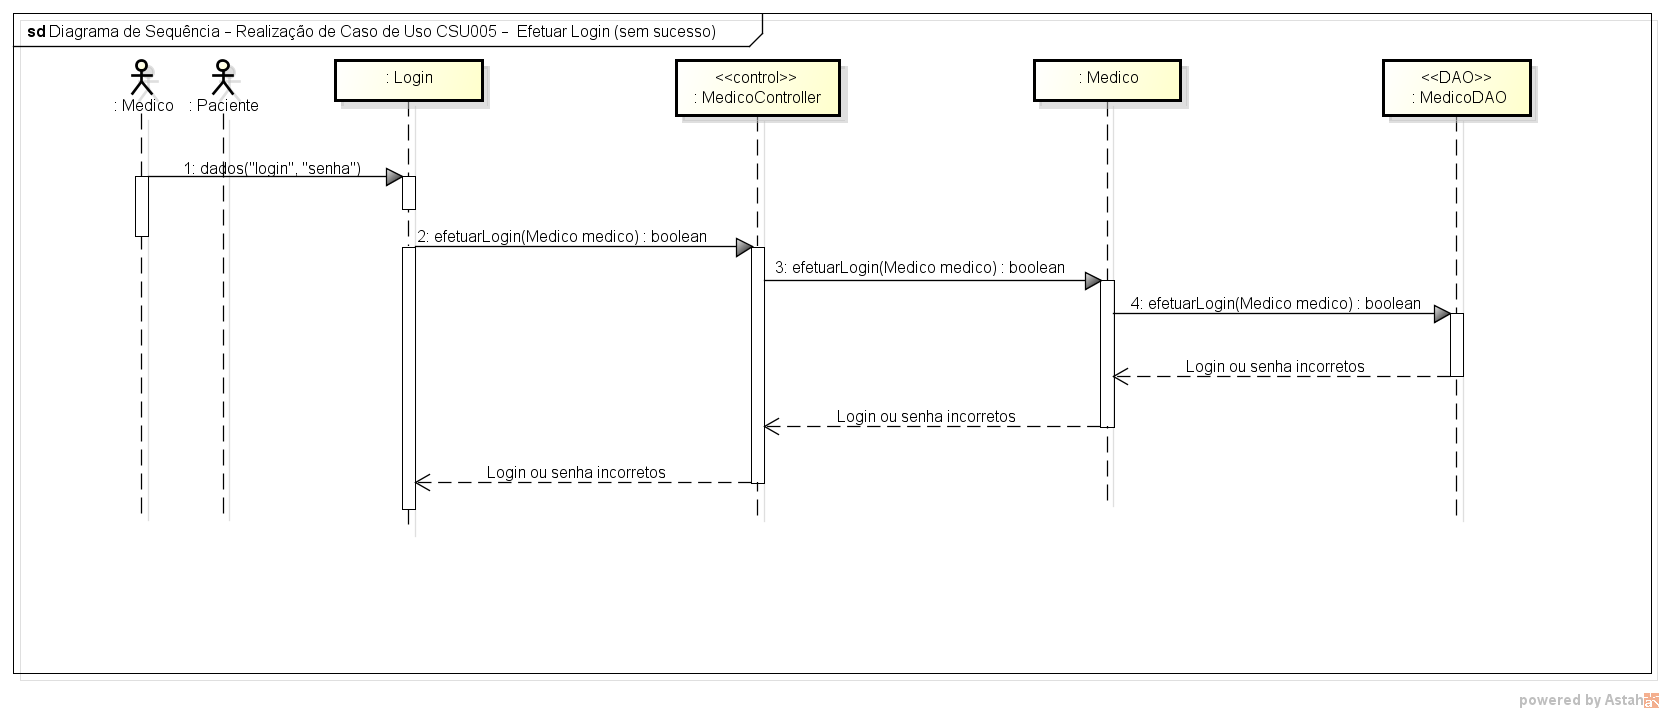 sd Diagrama de Sequência - Realização de Caso de Uso CSU005 - Efetuar Login (sem sucesso)
: Medico
: Paciente
: Login
<<control>>
: MedicoController
: Medico
<<DAO>>
: MedicoDAO
1: dados("login", "senha")
2: efetuarLogin(Medico medico) : boolean
3: efetuarLogin(Medico medico) : boolean
4: efetuarLogin(Medico medico) : boolean
Login ou senha incorretos
Login ou senha incorretos
Login ou senha incorretos
powered by Astah